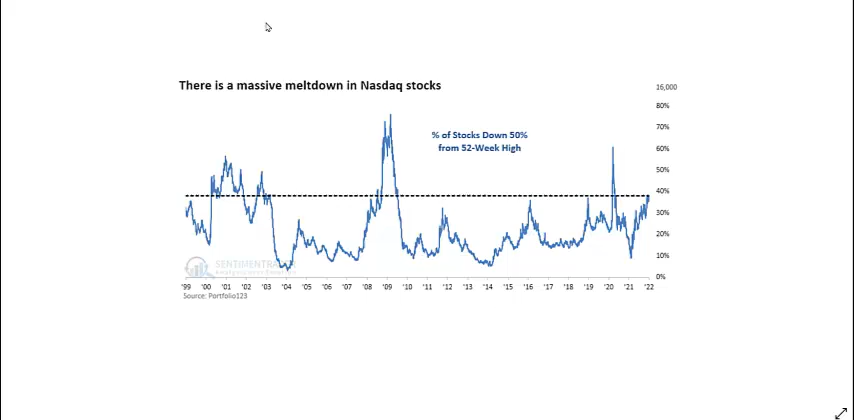 There is a massive meltdown in Nasdaq stocks
16,000
80%
70%
% of Stocks Down 50%
from 52-Week High
60%
50%
40%
30%
20%
10%
0%
SENTIMENTRADER
'99 '00 '01 '02 '03 '04 '05 '06 '07 '08 '09 '10 '11 '12 '13 '14 '15 '16 '17 '18 '19 '20 '21 '22
Source: Portfolio123